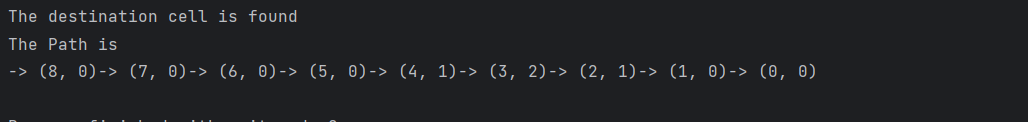 The destination cell is found
The Path is
-> (8, 0)-> (7, 0)-> (6, 0)-> (5, 0)-> (4, 1)-> (3, 2)-> (2, 1)-> (1, 0)-> (0, 0)